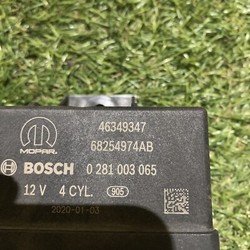 46349347
MOPAR 68254974AB
BOSCH 0 281 003 065
12 V 4 CYL. 905
2020-01-03